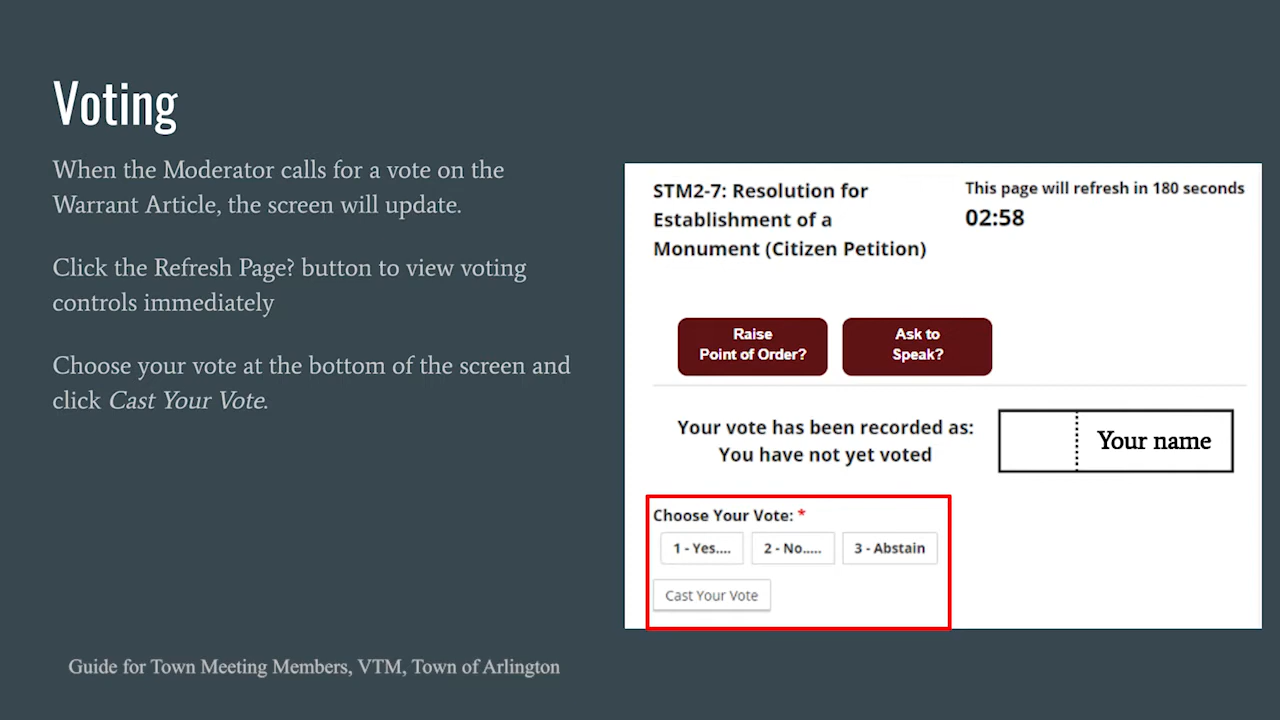 Voting
When the Moderator calls for a vote on the
Warrant Article, the screen will update.
Click the Refresh Page? button to view voting
controls immediately
Choose your vote at the bottom of the screen and
click Cast Your Vote.
STM2-7: Resolution for
Establishment of a
Monument (Citizen Petition)
This page will refresh in 180 seconds
02:58
Raise
Point of Order?
Ask to
Speak?
Your vote has been recorded as:
You have not yet voted
Your name
Choose Your Vote: *
1 - Yes....
2 - No.....
3 - Abstain
Cast Your Vote
Guide for Town Meeting Members, VTM, Town of Arlington